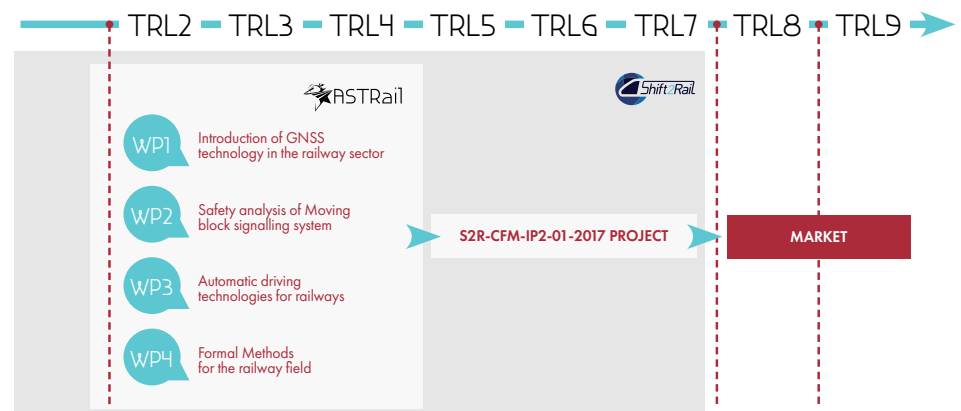 TRL2 TRL3 TRL4 TRL5 TRL6 TRL7 TRL8 TRL9
ASTRail
Shift2Rail
WP1
Introduction of GNSS
technology in the railway sector
WP2
Safety analysis of Moving
block signalling system
S2R-CFM-IP2-01-2017 PROJECT
MARKET
WP3
Automatic driving
technologies for railways
WP4
Formal Methods
for the railway field